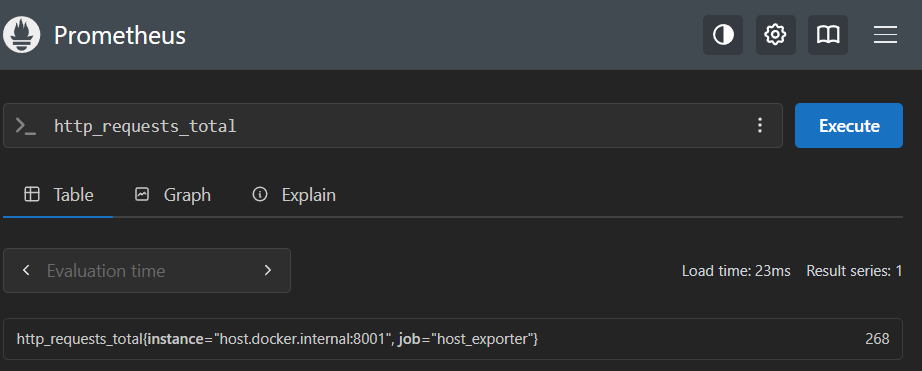 Prometheus
http_requests_total
Execute
Table Graph Explain
Evaluation time
Load time: 23ms Result series: 1
http_requests_total{instance="host.docker.internal:8001", job="host_exporter"} 268